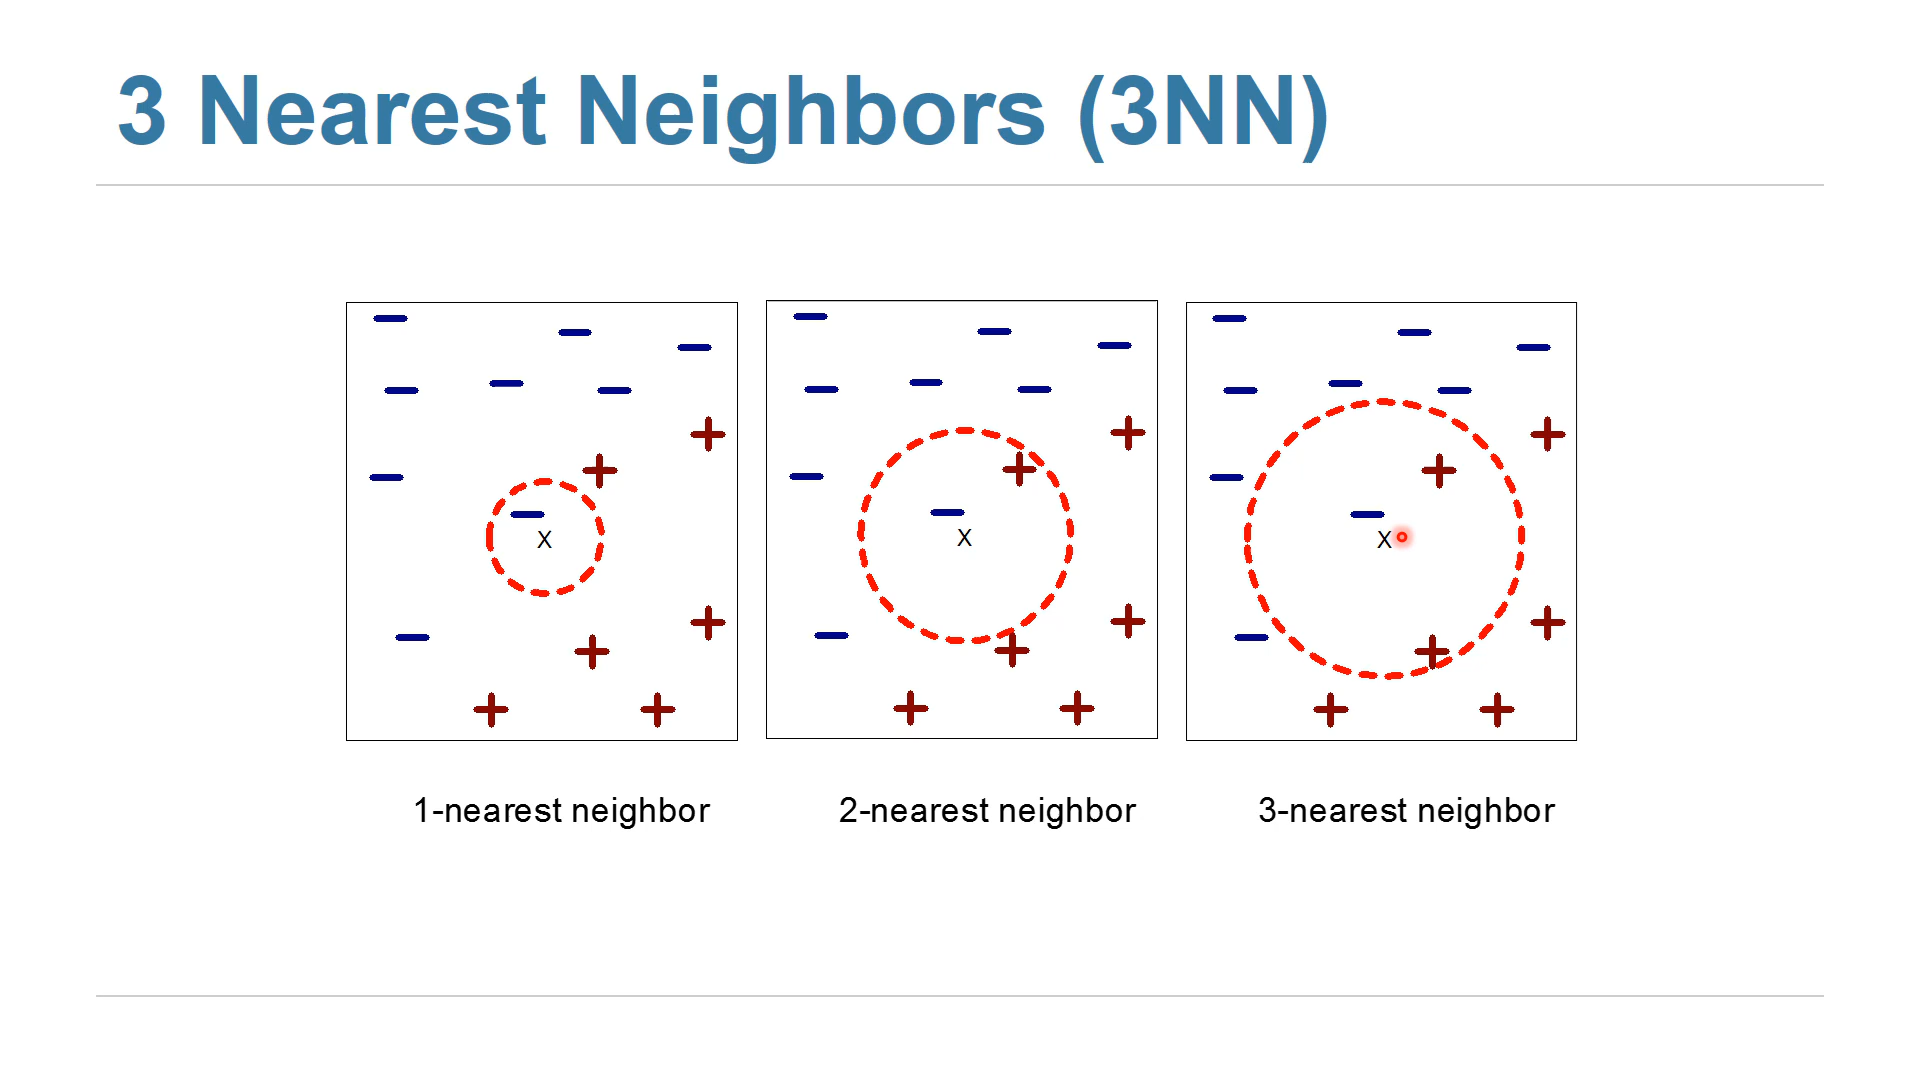 3 Nearest Neighbors (3NN)
X
X
X
1-nearest neighbor
2-nearest neighbor
3-nearest neighbor